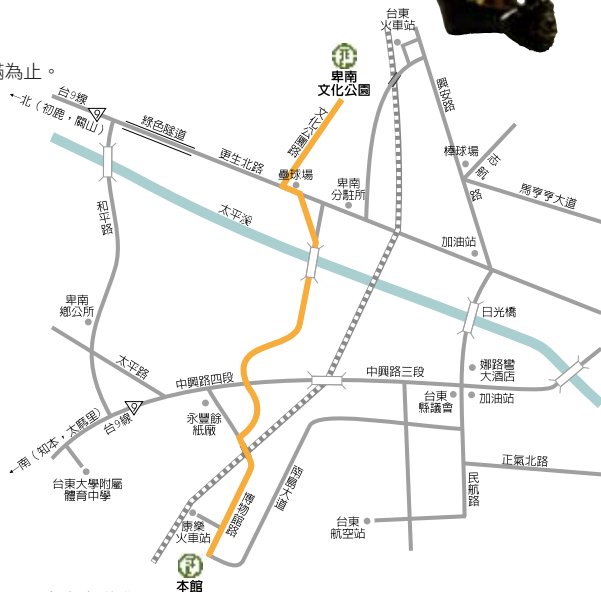 滿為止。
台東
火車站
卑南
文化公園
興安路
台9線
←北（初鹿，關山）
綠色隧道
文化公園路
更生北路
壘球場
卑南
分駐所
棒球場
志航路
馬亨亨大道
和平路
太平溪
加油站
日光橋
卑南
鄉公所
太平路
中興路四段
中興路三段
娜路彎
大酒店
台東
縣議會
加油站
永豐餘
紙廠
台9線
←南（知本，太麻里）
台東大學附屬
體育中學
博物館路
南島大道
正氣北路
民航路
康樂
火車站
台東
航空站
本館